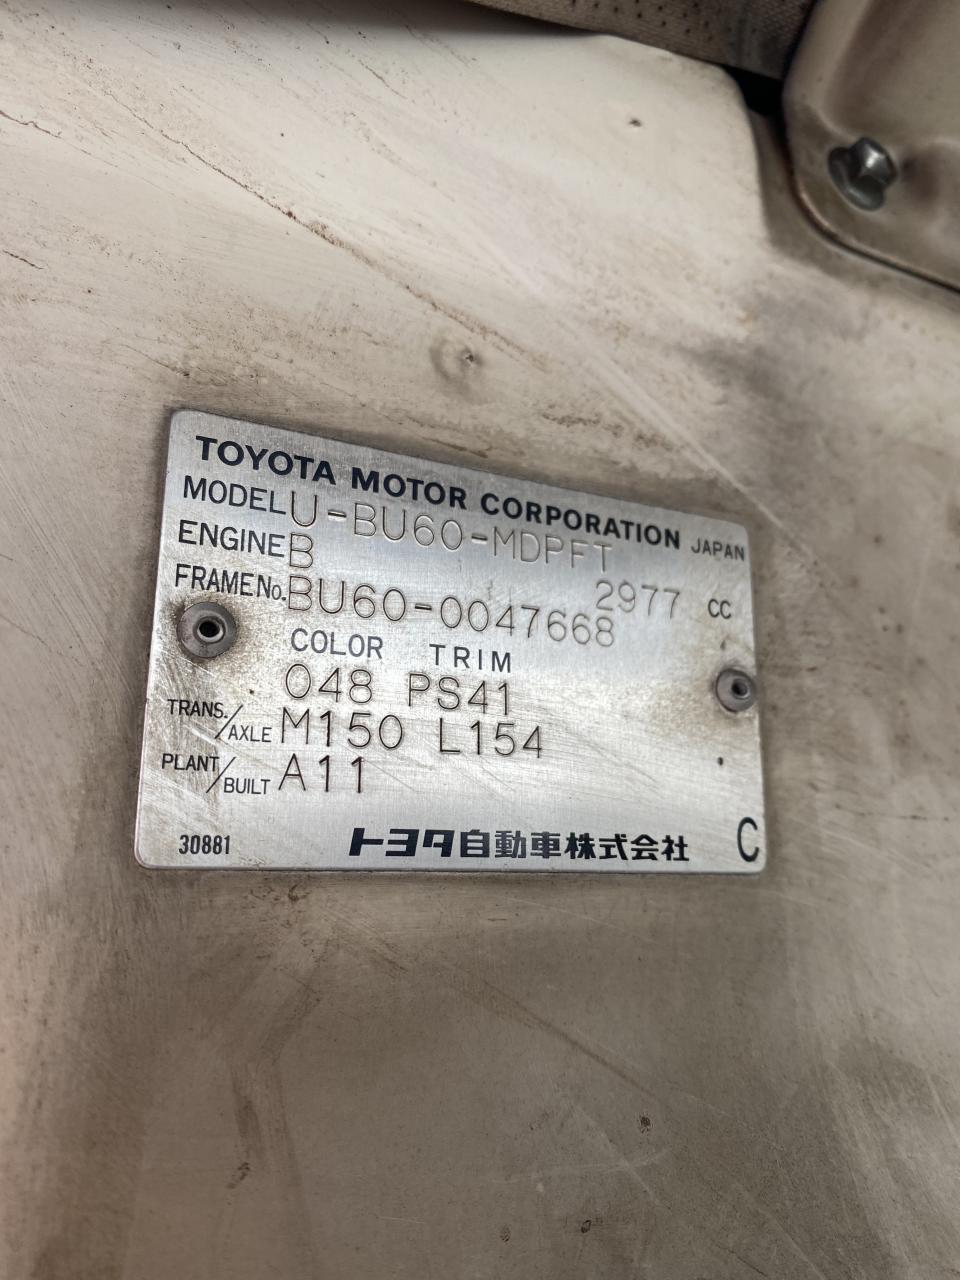 TOYOTA MOTOR CORPORATION JAPAN
MODEL U-BU60-MDPFT
ENGINE B 2977 CC
FRAME No. BU60-0047668
COLOR TRIM
048 PS41
TRANS./AXLE M150 L154
PLANT/BUILT A11
30881 トヨタ自動車株式会社 C